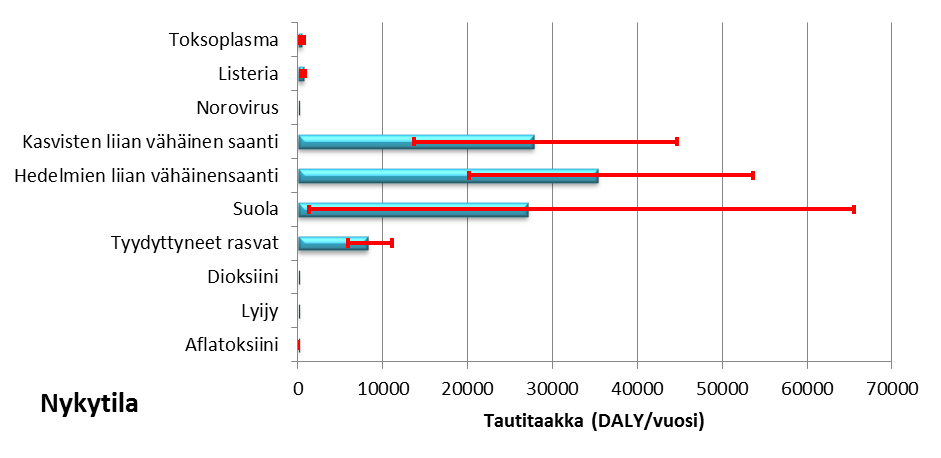 Toksoplasma
Listeria
Norovirus
Kasvisten liian vähäinen saanti
Hedelmien liian vähäinensaanti
Suola
Tyydyttyneet rasvat
Dioksiini
Lyijy
Aflatoksiini
0 10000 20000 30000 40000 50000 60000 70000
Nykytila
Tautitaakka (DALY/vuosi)